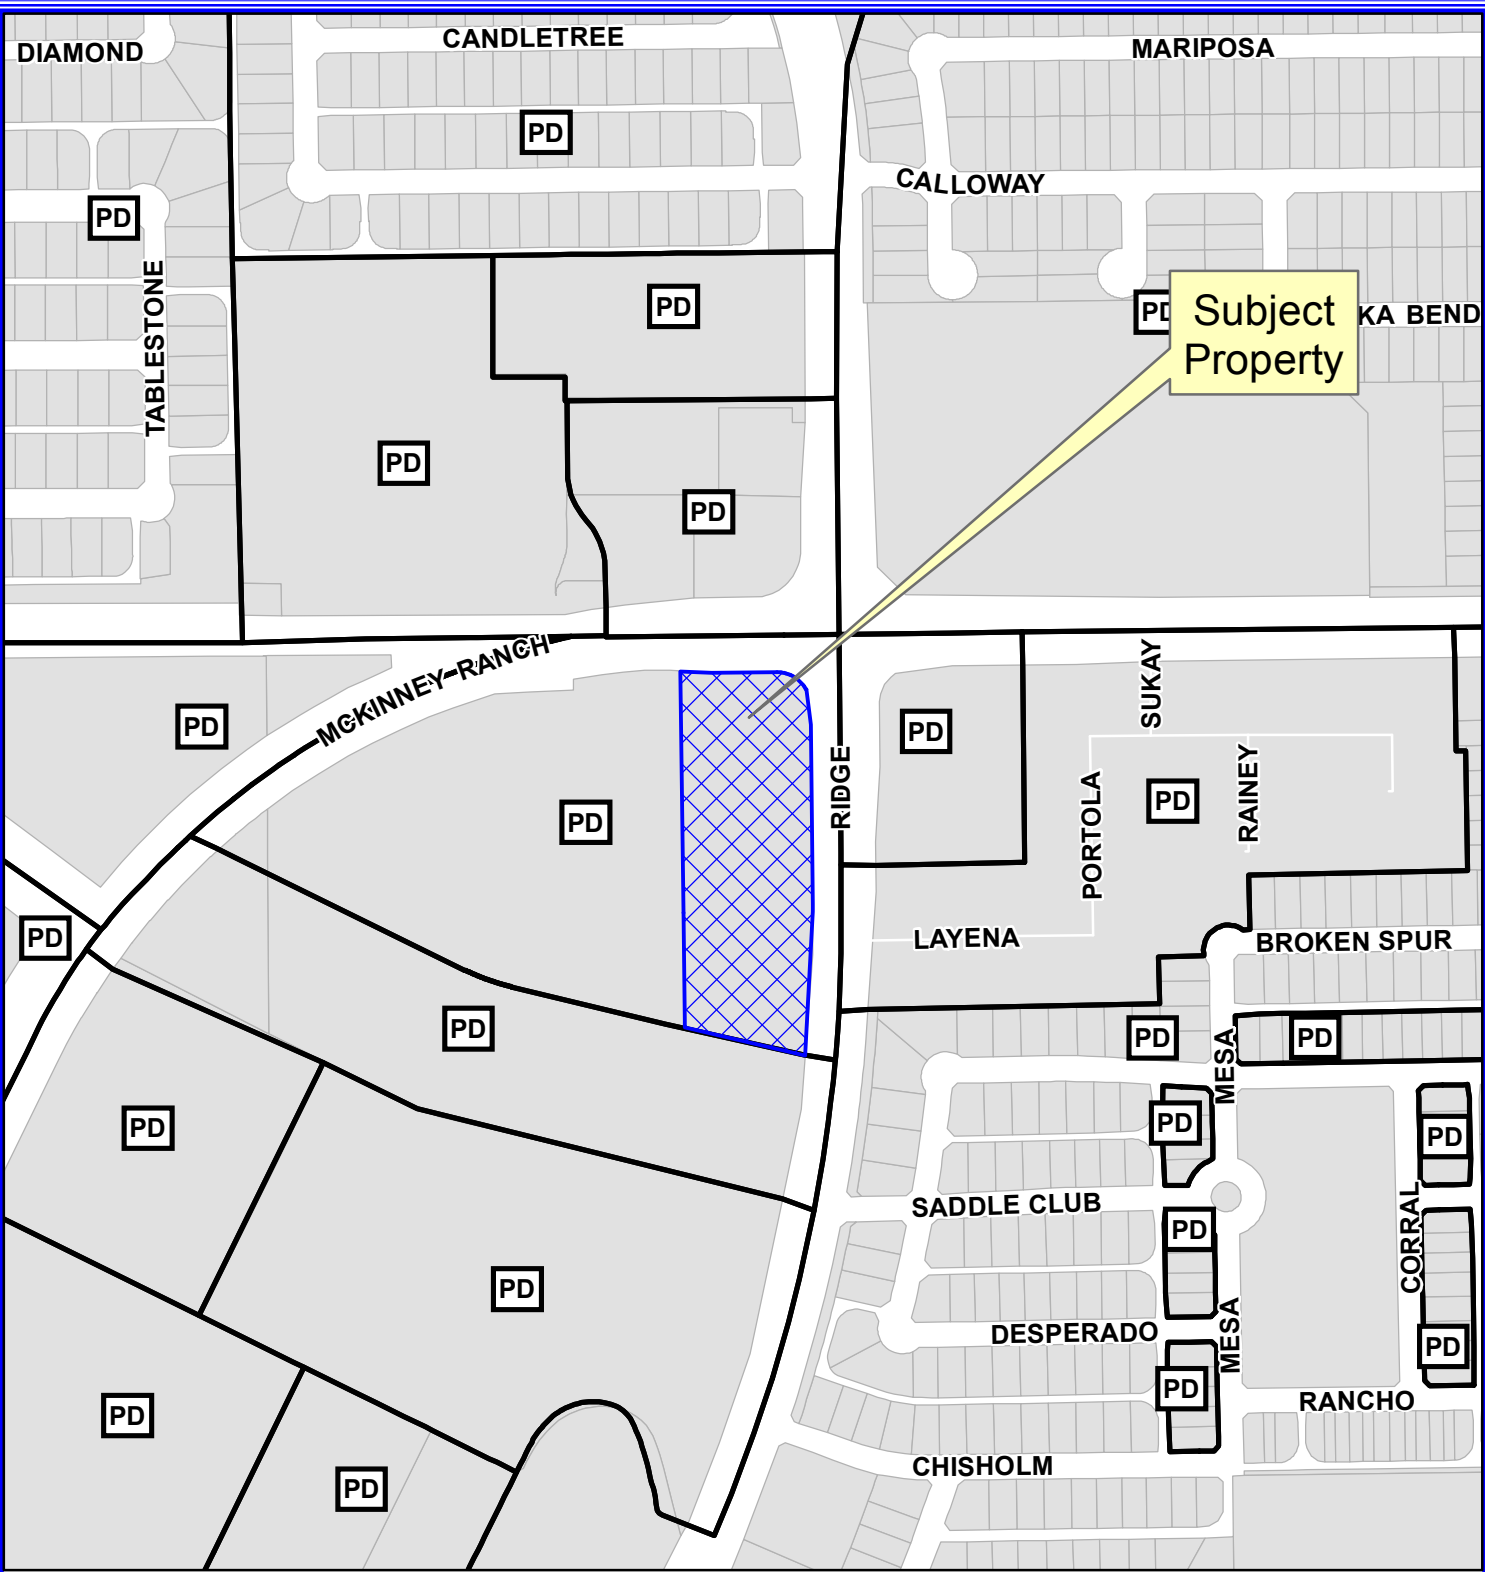 DIAMOND
CANDLETREE
MARIPOSA
PD
CALLOWAY
PD
TABLESTONE
PD
PD
Subject
Property
KA BEND
PD
PD
MCKINNEY RANCH
SUKAY
PD
PD
RIDGE
PORTOLA
PD
RAINEY
PD
PD
LAYENA
BROKEN SPUR
PD
PD
MESA
PD
PD
PD
PD
SADDLE CLUB
PD
CORRAL
PD
DESPERADO
MESA
PD
PD
PD
RANCHO
CHISHOLM
PD